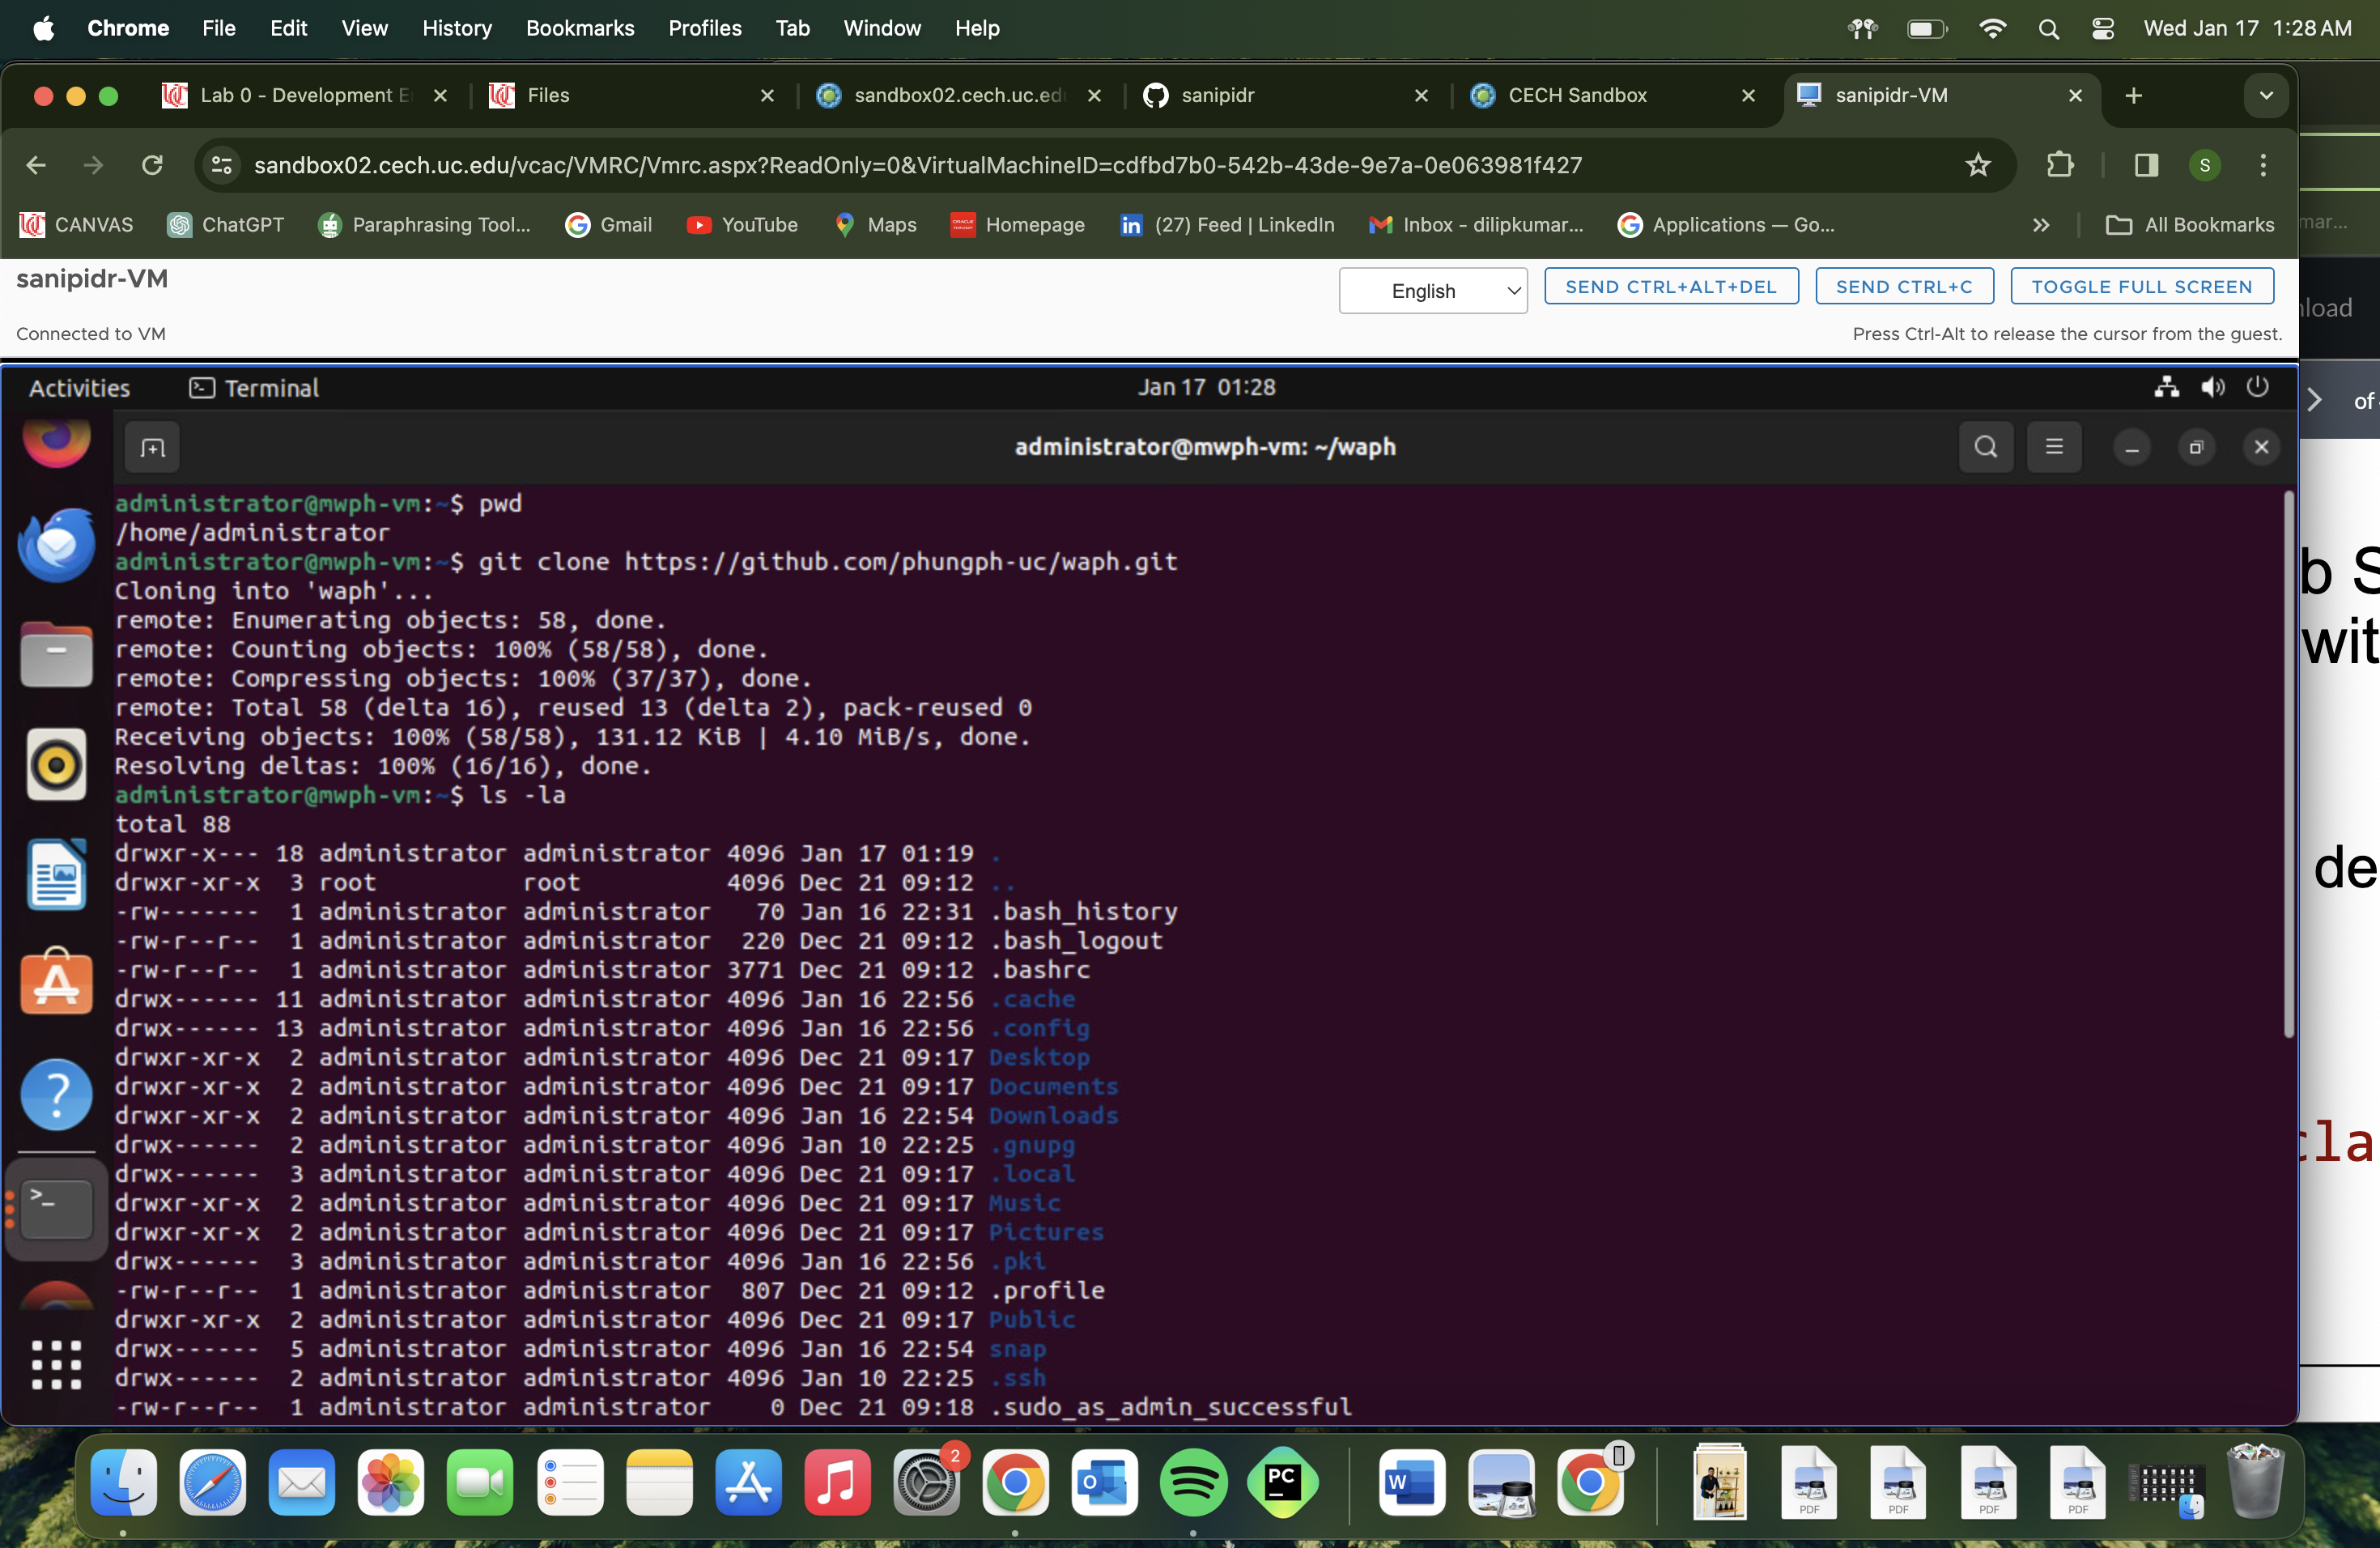 Chrome File Edit View History Bookmarks Profiles Tab Window Help Wed Jan 17 1:28 AM
Lab 0 - Development E Files sandbox02.cech.uc.ed sanipidr CECH Sandbox sanipidr-VM
sandbox02.cech.uc.edu/vcac/VMRC/Vmrc.aspx?ReadOnly=0&VirtualMachineID=cdfbd7b0-542b-43de-9e7a-0e063981f427 S
CANVAS ChatGPT Paraphrasing Tool... Gmail YouTube Maps Homepage (27) Feed | LinkedIn Inbox - dilipkumar... Applications — Go... » All Bookmarks mar...
sanipidr-VM English SEND CTRL+ALT+DEL SEND CTRL+C TOGGLE FULL SCREEN
nload
Connected to VM Press Ctrl-Alt to release the cursor from the guest.
Activities Terminal Jan 17 01:28
of
administrator@mwph-vm: ~/waph
administrator@mwph-vm:~$ pwd
/home/administrator
administrator@mwph-vm:~$ git clone https://github.com/phungph-uc/waph.git
Cloning into 'waph'...
remote: Enumerating objects: 58, done.
remote: Counting objects: 100% (58/58), done.
remote: Compressing objects: 100% (37/37), done.
remote: Total 58 (delta 16), reused 13 (delta 2), pack-reused 0
Receiving objects: 100% (58/58), 131.12 KiB | 4.10 MiB/s, done.
Resolving deltas: 100% (16/16), done.
administrator@mwph-vm:~$ ls -la
total 88
drwxr-x--- 18 administrator administrator 4096 Jan 17 01:19 .
drwxr-xr-x 3 root root 4096 Dec 21 09:12 ..
-rw------- 1 administrator administrator 70 Jan 16 22:31 .bash_history
-rw-r--r-- 1 administrator administrator 220 Dec 21 09:12 .bash_logout
-rw-r--r-- 1 administrator administrator 3771 Dec 21 09:12 .bashrc
drwx------ 11 administrator administrator 4096 Jan 16 22:56 .cache
drwx------ 13 administrator administrator 4096 Jan 16 22:56 .config
drwxr-xr-x 2 administrator administrator 4096 Dec 21 09:17 Desktop
drwxr-xr-x 2 administrator administrator 4096 Dec 21 09:17 Documents
drwxr-xr-x 2 administrator administrator 4096 Jan 16 22:54 Downloads
drwx------ 2 administrator administrator 4096 Jan 10 22:25 .gnupg
drwx------ 3 administrator administrator 4096 Dec 21 09:17 .local
drwxr-xr-x 2 administrator administrator 4096 Dec 21 09:17 Music
drwxr-xr-x 2 administrator administrator 4096 Dec 21 09:17 Pictures
drwx------ 3 administrator administrator 4096 Jan 16 22:56 .pki
-rw-r--r-- 1 administrator administrator 807 Dec 21 09:12 .profile
drwxr-xr-x 2 administrator administrator 4096 Dec 21 09:17 Public
drwx------ 5 administrator administrator 4096 Jan 16 22:54 snap
drwx------ 2 administrator administrator 4096 Jan 10 22:25 .ssh
-rw-r--r-- 1 administrator administrator 0 Dec 21 09:18 .sudo_as_admin_successful
b S
wit
de
cla
2
PC
W
PDF PDF PDF PDF